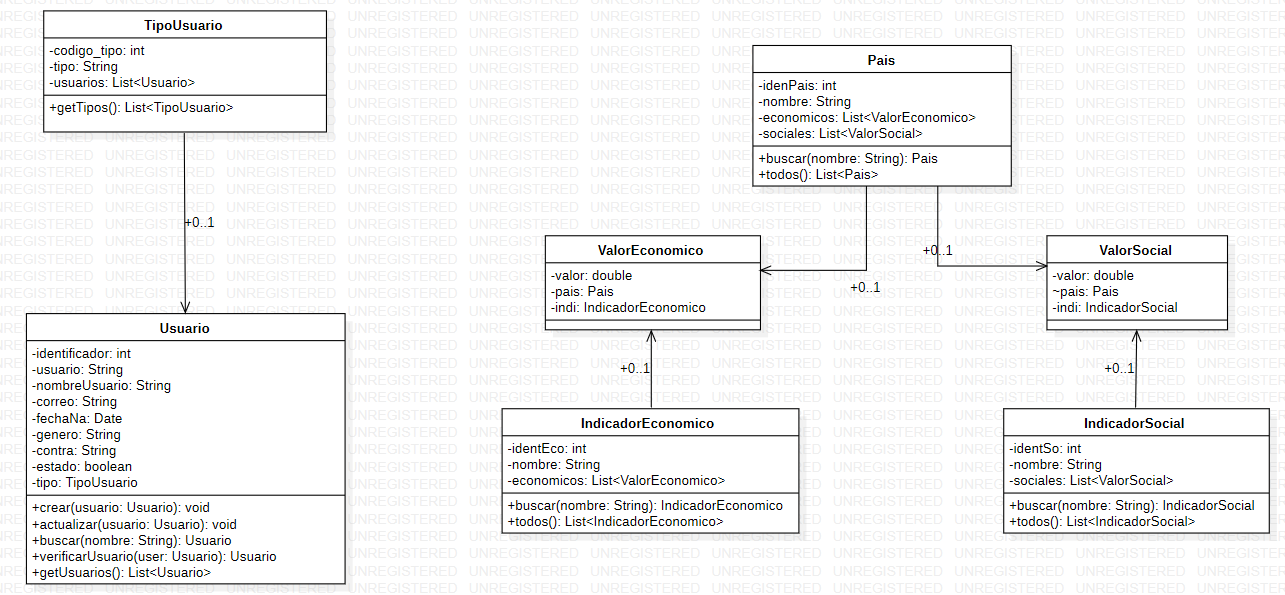 TipoUsuario
-codigo_tipo: int
-tipo: String
-usuarios: List<Usuario>
+getTipos(): List<TipoUsuario>
+0..1
Usuario
-identificador: int
-usuario: String
-nombreUsuario: String
-correo: String
-fechaNa: Date
-genero: String
-contra: String
-estado: boolean
-tipo: TipoUsuario
+crear(usuario: Usuario): void
+actualizar(usuario: Usuario): void
+buscar(nombre: String): Usuario
+verificarUsuario(user: Usuario): Usuario
+getUsuarios(): List<Usuario>
Pais
-idenPais: int
-nombre: String
-economicos: List<ValorEconomico>
-sociales: List<ValorSocial>
+buscar(nombre: String): Pais
+todos(): List<Pais>
+0..1
+0..1
ValorEconomico
-valor: double
-pais: Pais
-indi: IndicadorEconomico
ValorSocial
-valor: double
~pais: Pais
-indi: IndicadorSocial
+0..1
+0..1
IndicadorEconomico
-identEco: int
-nombre: String
-economicos: List<ValorEconomico>
+buscar(nombre: String): IndicadorEconomico
+todos(): List<IndicadorEconomico>
IndicadorSocial
-identSo: int
-nombre: String
-sociales: List<ValorSocial>
+buscar(nombre: String): IndicadorSocial
+todos(): List<IndicadorSocial>
UNREGISTERED